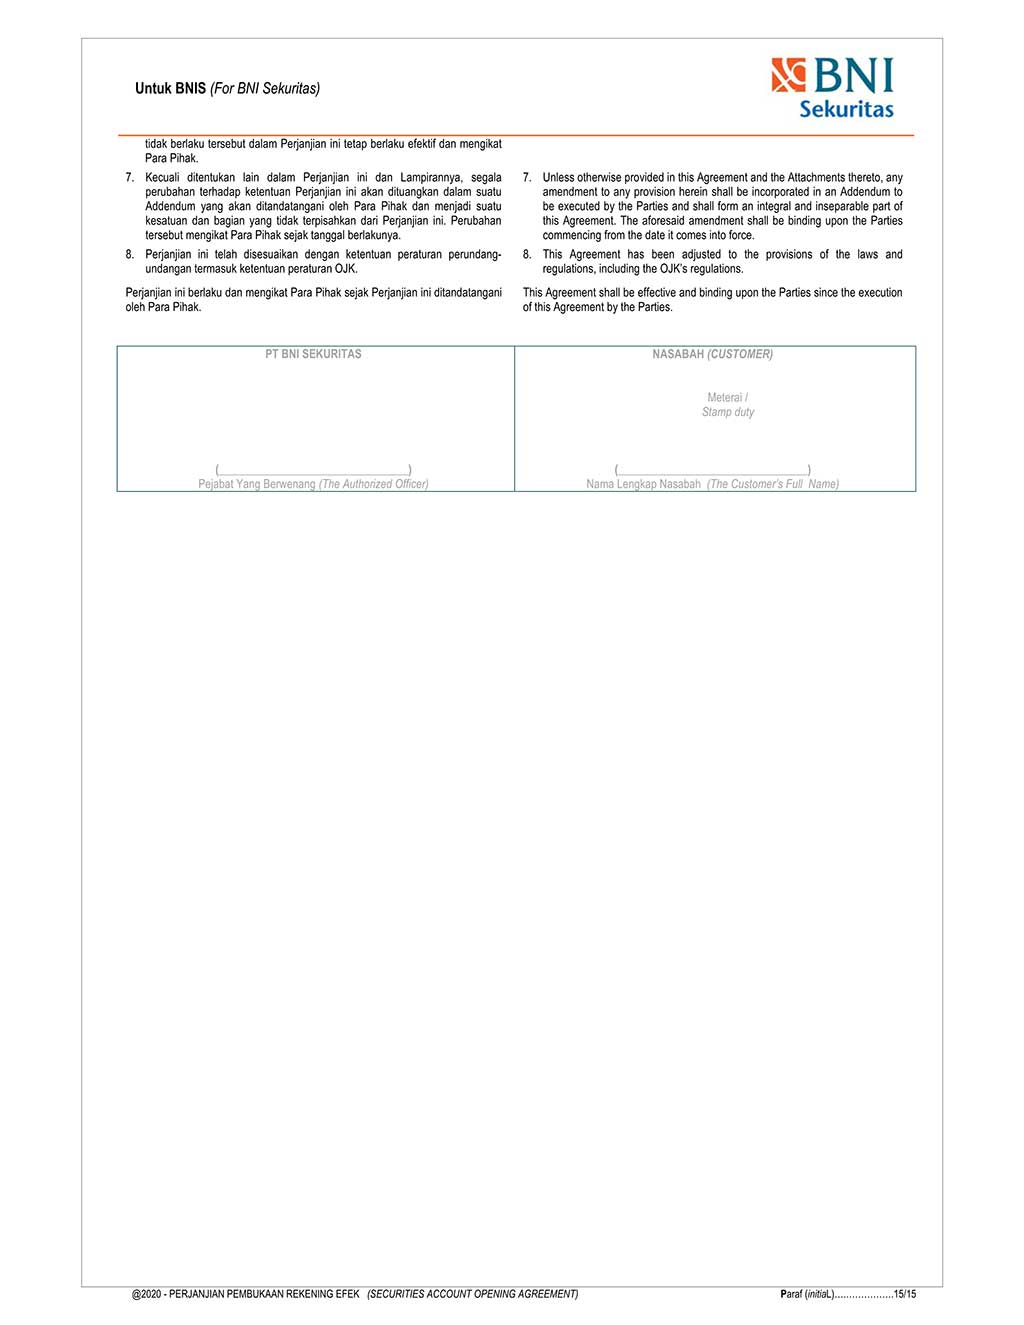 Untuk BNIS (For BNI Sekuritas)
BNI
Sekuritas
tidak berlaku tersebut dalam Perjanjian ini tetap berlaku efektif dan mengikat
Para Pihak.
7. Kecuali ditentukan lain dalam Perjanjian ini dan Lampirannya, segala
perubahan terhadap ketentuan Perjanjian ini akan dituangkan dalam suatu
Addendum yang akan ditandatangani oleh Para Pihak dan menjadi suatu
kesatuan dan bagian yang tidak terpisahkan dari Perjanjian ini. Perubahan
tersebut mengikat Para Pihak sejak tanggal berlakunya.
8. Perjanjian ini telah disesuaikan dengan ketentuan peraturan perundang-
undangan termasuk ketentuan peraturan OJK.
Perjanjian ini berlaku dan mengikat Para Pihak sejak Perjanjian ini ditandatangani
oleh Para Pihak.
7. Unless otherwise provided in this Agreement and the Attachments thereto, any
amendment to any provision herein shall be incorporated in an Addendum to
be executed by the Parties and shall form an integral and inseparable part of
this Agreement. The aforesaid amendment shall be binding upon the Parties
commencing from the date it comes into force.
8. This Agreement has been adjusted to the provisions of the laws and
regulations, including the OJK's regulations.
This Agreement shall be effective and binding upon the Parties since the execution
of this Agreement by the Parties.
PT BNI SEKURITAS
(______________________________)
Pejabat Yang Berwenang (The Authorized Officer)
NASABAH (CUSTOMER)
Meterai /
Stamp duty
(______________________________)
Nama Lengkap Nasabah (The Customer's Full Name)
@2020 - PERJANJIAN PEMBUKAAN REKENING EFEK (SECURITIES ACCOUNT OPENING AGREEMENT)
Paraf (initiaL)....................15/15